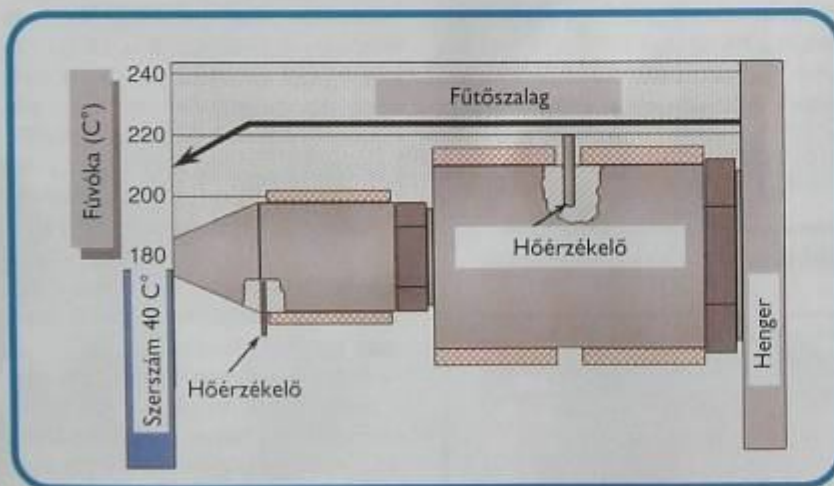 240
220
200
180
Fúvóka (C°)
Szerszám 40 C°
Fűtőszalag
Hőérzékelő
Hőérzékelő
Henger